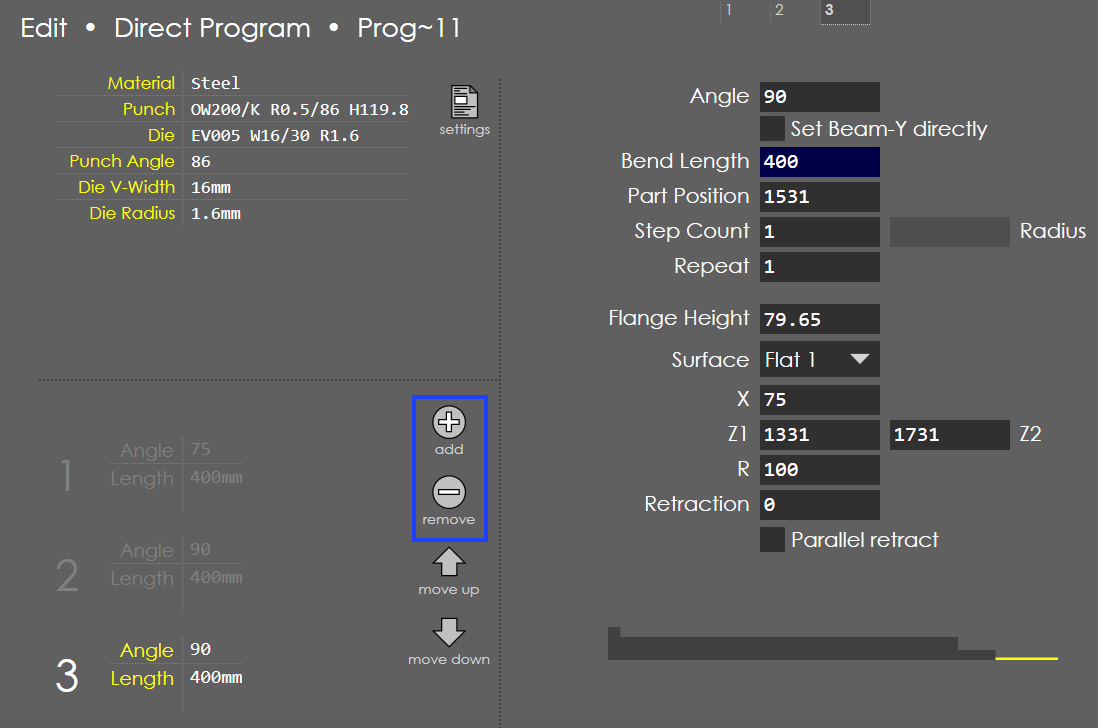 Edit • Direct Program • Prog~11
1 2 3
Material Steel
Punch OW200/K R0.5/86 H119.8
Die EV005 W16/30 R1.6
Punch Angle 86
Die V-Width 16mm
Die Radius 1.6mm
settings
Angle 90
Set Beam-Y directly
Bend Length 400
Part Position 1531
Step Count 1 Radius
Repeat 1
Flange Height 79.65
Surface Flat 1
X 75
Z1 1331 1731 Z2
R 100
Retraction 0
Parallel retract
1 Angle 75
Length 400mm
2 Angle 90
Length 400mm
3 Angle 90
Length 400mm
add
remove
move up
move down